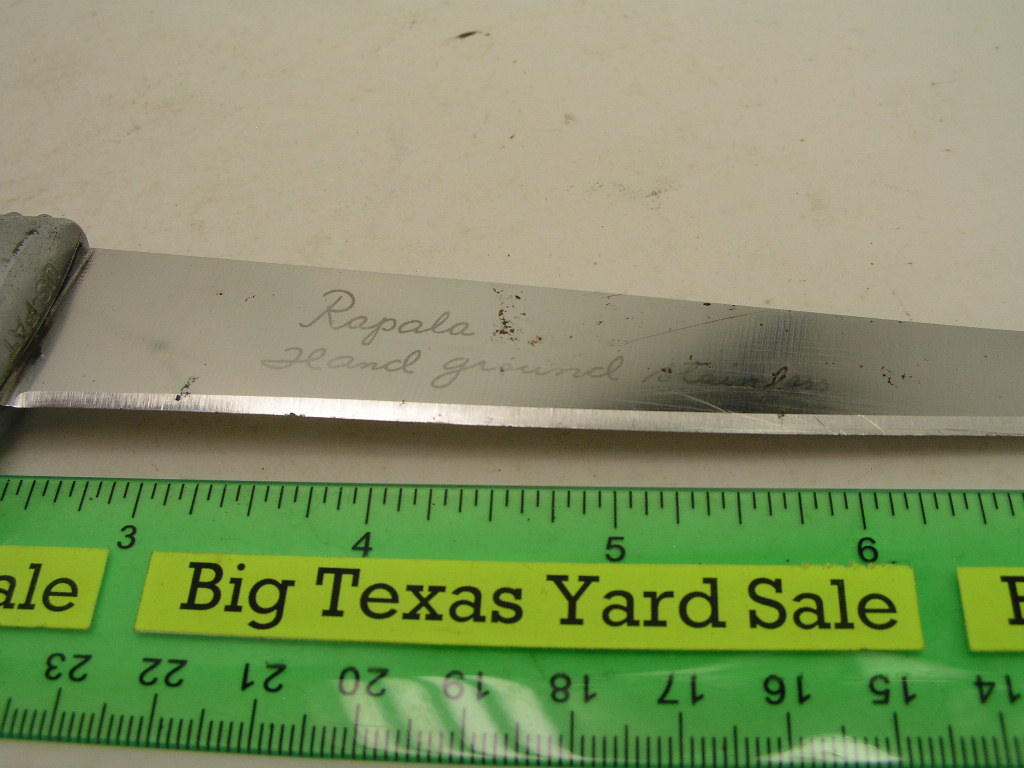 Rapala
Hand ground stainless
3 4 5 6
ale Big Texas Yard Sale
23 22 21 20 19 18 17 16 15 14